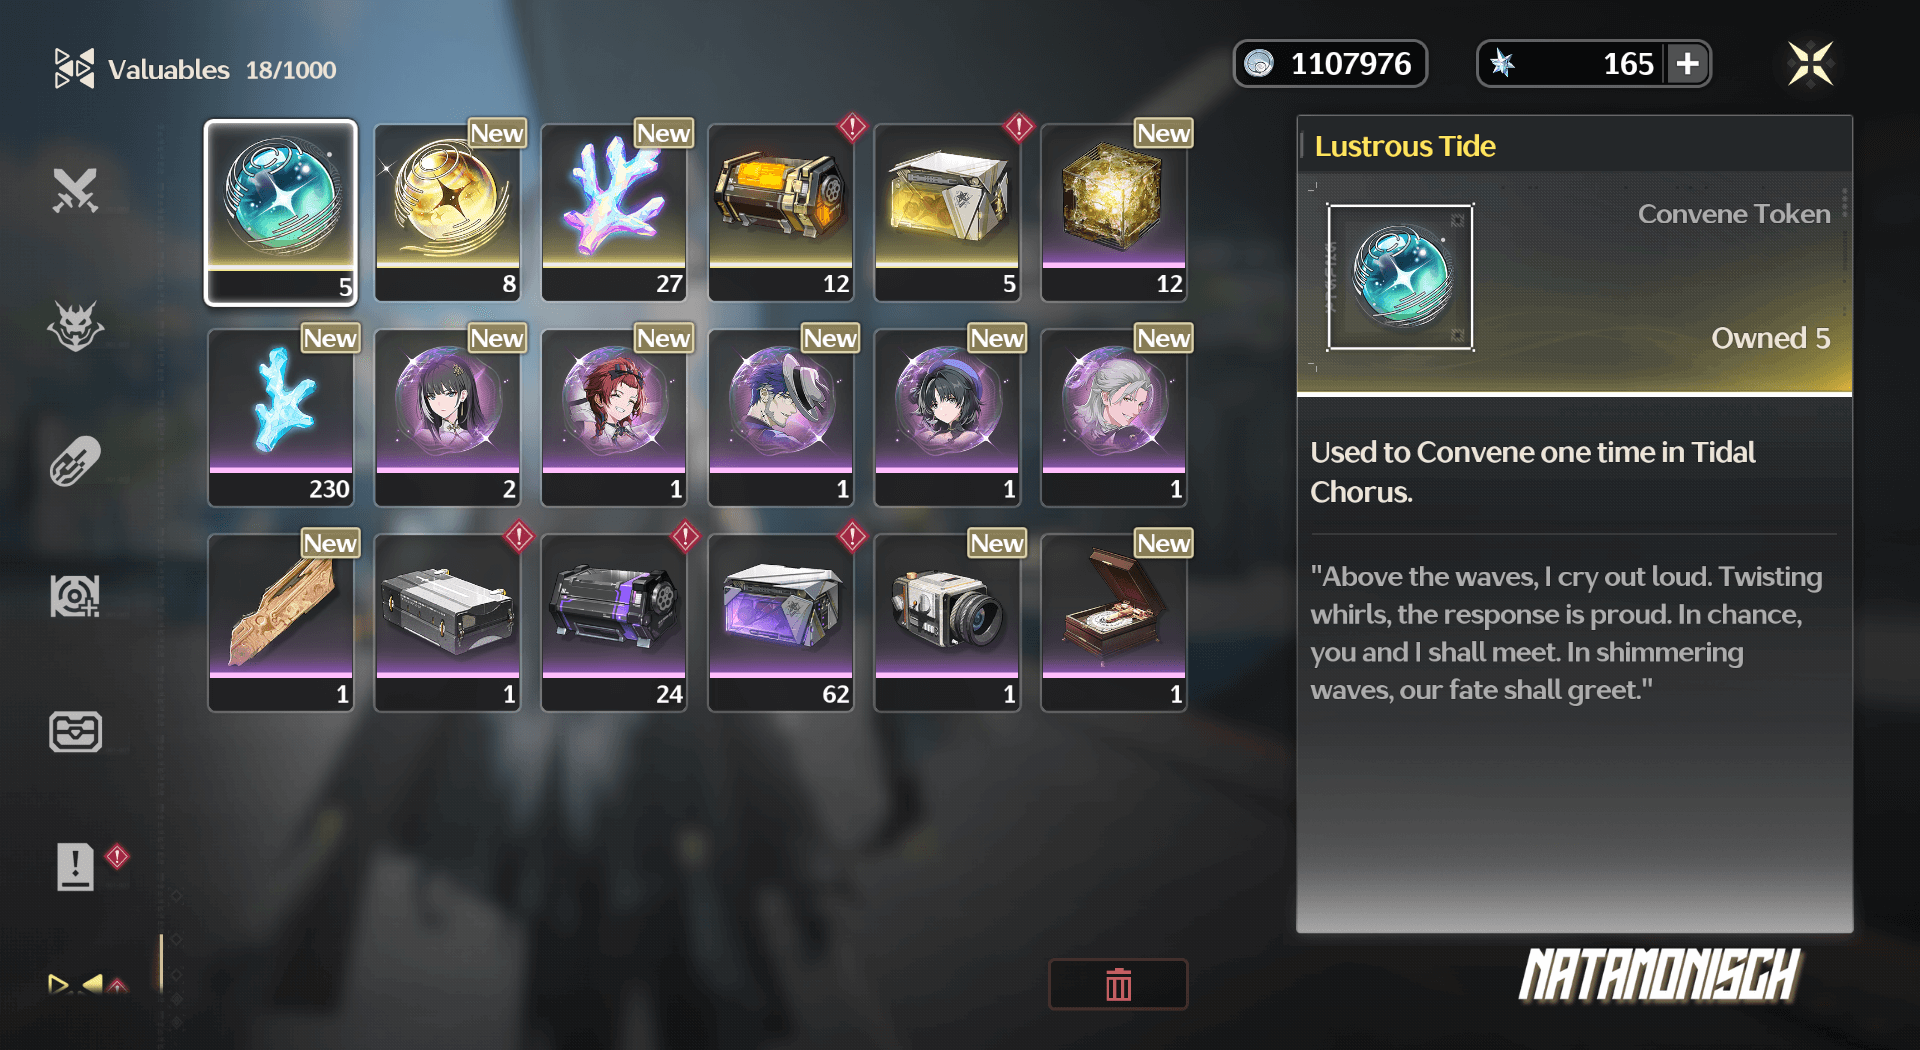 Valuables 18/1000
1107976
165
New
New
New
5
8
27
12
5
12
New
New
New
New
New
New
230
2
1
1
1
1
New
New
New
1
1
24
62
1
1
Lustrous Tide
Convene Token
Owned 5
Used to Convene one time in Tidal
Chorus.
"Above the waves, I cry out loud. Twisting
whirls, the response is proud. In chance,
you and I shall meet. In shimmering
waves, our fate shall greet."
NATAMONISCH